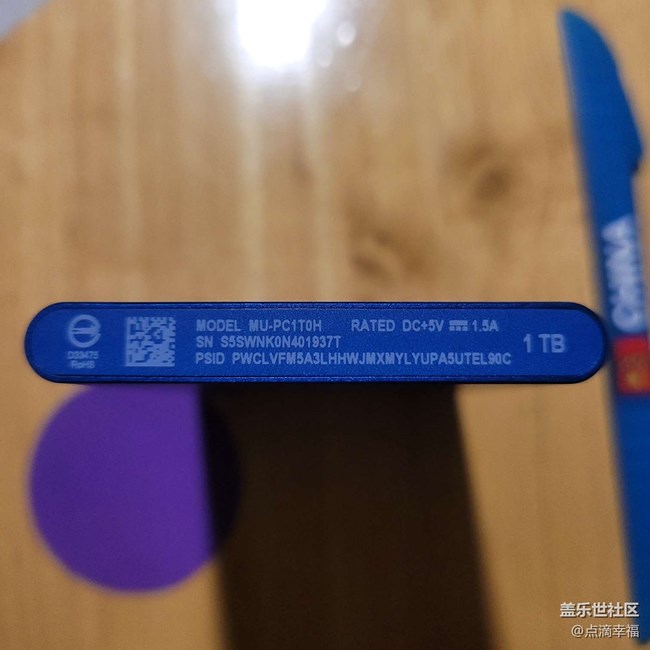 D33475
RoHS
MODEL MU-PC1T0H RATED DC+5V 1.5A
SN S5SWNK0N401937T
PSID PWCLVFM5A3LHHWJMXMYLYUPA5UTEL90C
1 TB
CHINA
盖乐世社区
@点滴幸福